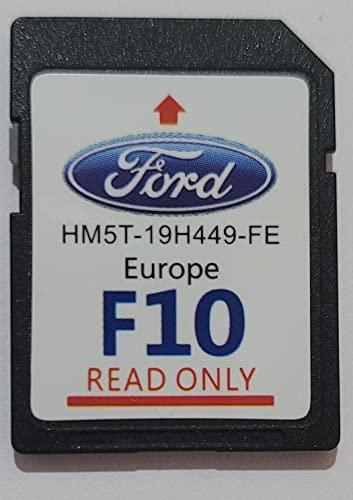 Ford
HM5T-19H449-FE
Europe
F10
READ ONLY